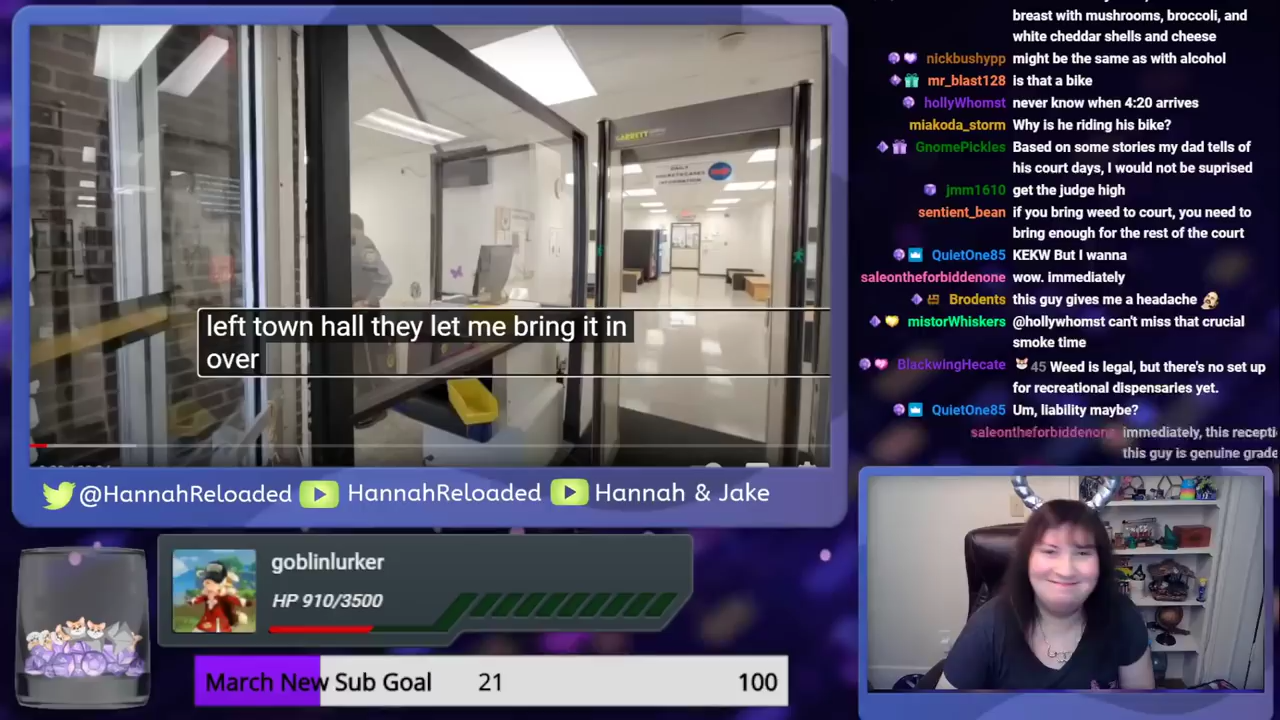 breast with mushrooms, broccoli, and
white cheddar shells and cheese
nickbushypp might be the same as with alcohol
mr_blast128 is that a bike
hollyWhomst never know when 4:20 arrives
miakoda_storm Why is he riding his bike?
GnomePickles Based on some stories my dad tells of
his court days, I would not be suprised
jmm1610 get the judge high
sentient_bean if you bring weed to court, you need to
bring enough for the rest of the court
QuietOne85 KEKW But I wanna
saleontheforbiddenone wow. immediately
Brodents this guy gives me a headache
mistorWhiskers @hollywhomst can't miss that crucial
smoke time
BlackwingHecate 45 Weed is legal, but there's no set up
for recreational dispensaries yet.
QuietOne85 Um, liability maybe?
saleontheforbiddenone immediately, this recepti
this guy is genuine grade
GARRETT
left town hall they let me bring it in
over
@HannahReloaded HannahReloaded Hannah & Jake
goblinlurker
HP 910/3500
March New Sub Goal 21 100